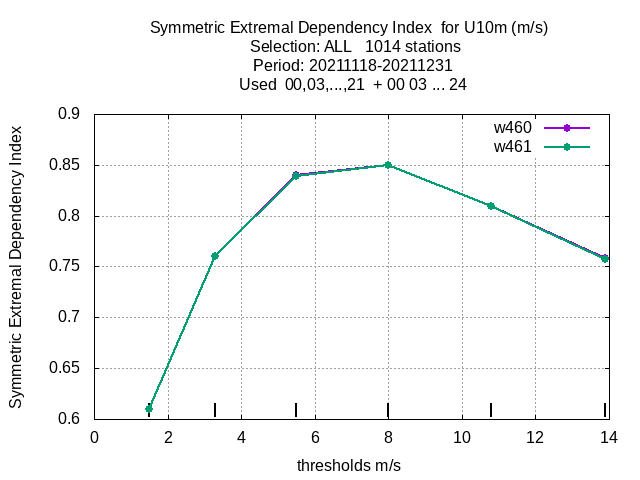 Symmetric Extremal Dependency Index  for U10m (m/s)
Selection: ALL   1014 stations
Period: 20211118-20211231
Used  00,03,...,21  + 00 03 ... 24
w460
w461
0.9
0.85
0.8
0.75
0.7
0.65
0.6
Symmetric Extremal Dependency Index
0 2 4 6 8 10 12 14
thresholds m/s